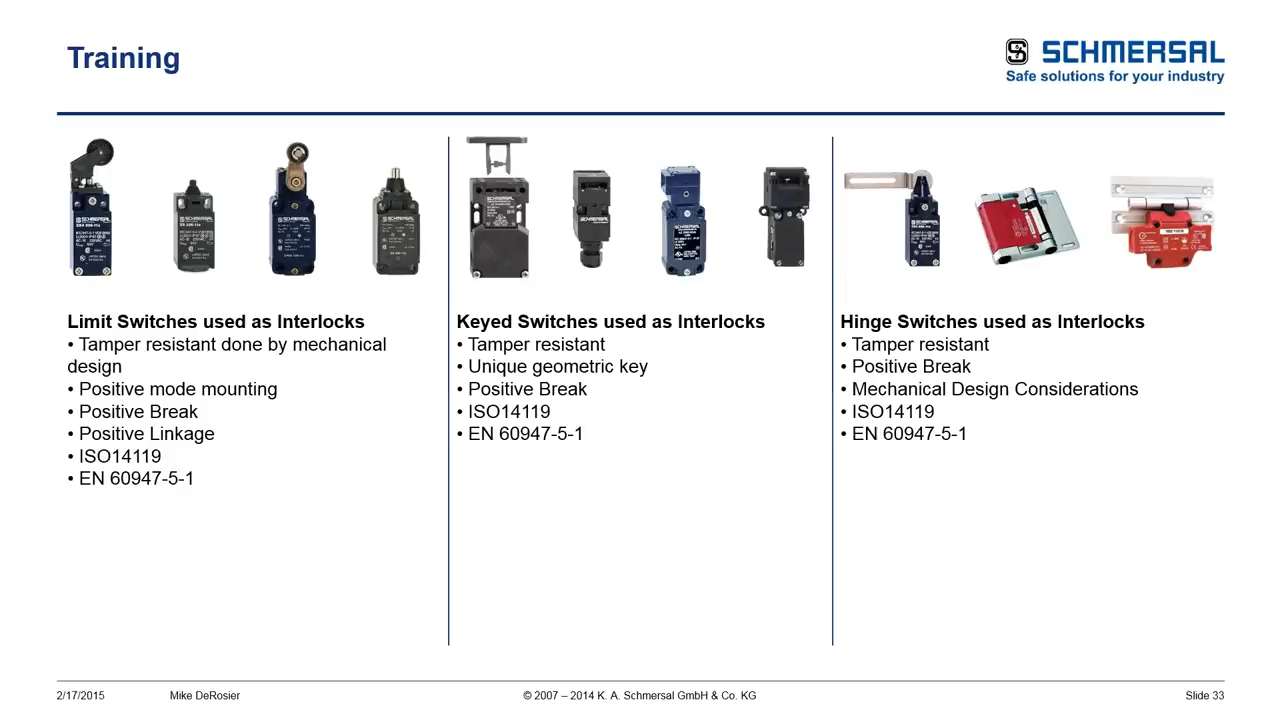 Training
SCHMERSAL
Safe solutions for your industry
Limit Switches used as Interlocks
• Tamper resistant done by mechanical
design
• Positive mode mounting
• Positive Break
• Positive Linkage
• ISO14119
• EN 60947-5-1
Keyed Switches used as Interlocks
• Tamper resistant
• Unique geometric key
• Positive Break
• ISO14119
• EN 60947-5-1
Hinge Switches used as Interlocks
• Tamper resistant
• Positive Break
• Mechanical Design Considerations
• ISO14119
• EN 60947-5-1
2/17/2015
Mike DeRosier
© 2007 – 2014 K. A. Schmersal GmbH & Co. KG
Slide 33